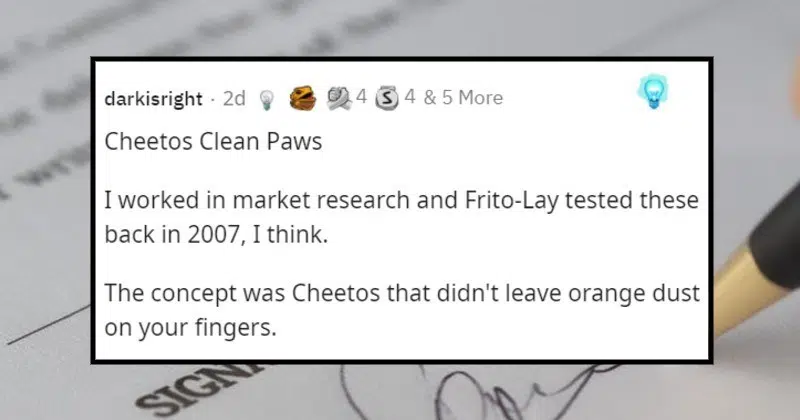 darkisright · 2d 4 4 & 5 More
Cheetos Clean Paws
I worked in market research and Frito-Lay tested these
back in 2007, I think.
The concept was Cheetos that didn't leave orange dust
on your fingers.